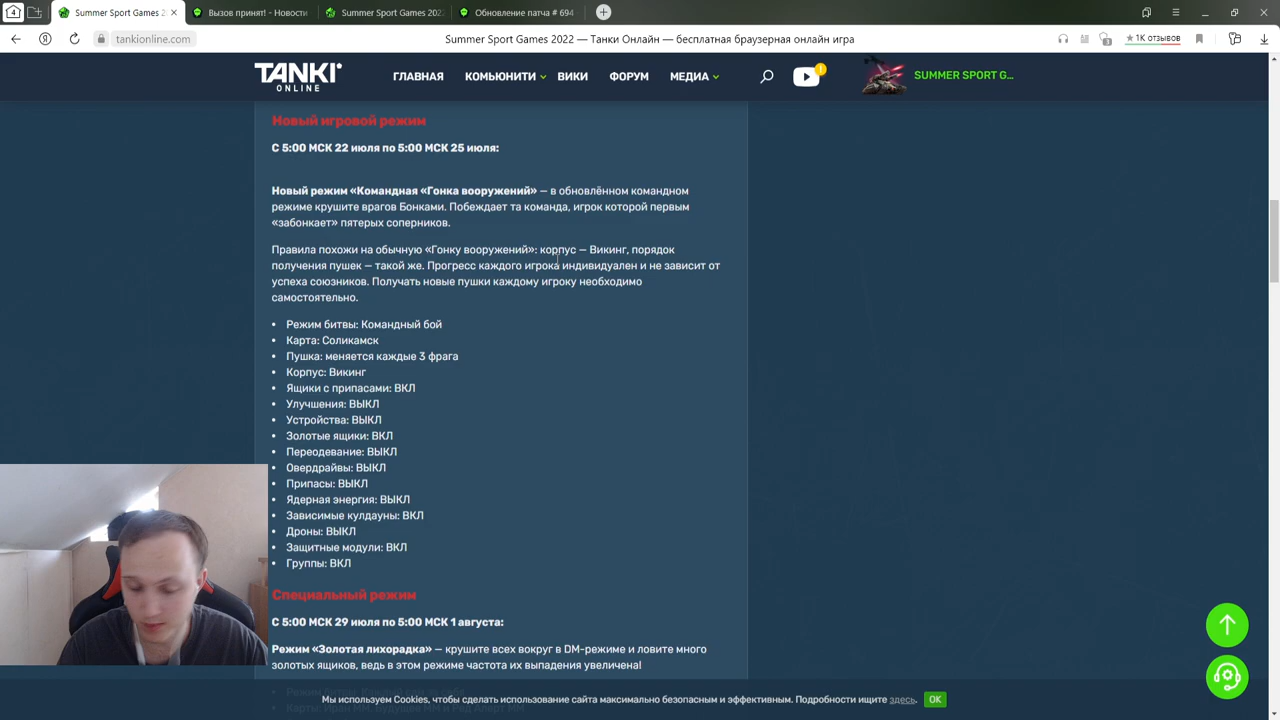 4
Summer Sport Games 2
Вызов принят! - Новости
Summer Sport Games 2022
Обновление патча # 694
tankionline.com
Summer Sport Games 2022 — Танки Онлайн — бесплатная браузерная онлайн игра
3
1K отзывов
TANKI
ONLINE
ГЛАВНАЯ
КОМЬЮНИТИ
ВИКИ
ФОРУМ
МЕДИА
!
SUMMER SPORT G...
Новый игровой режим
С 5:00 МСК 22 июля по 5:00 МСК 25 июля:
Новый режим «Командная «Гонка вооружений» — в обновлённом командном
режиме крушите врагов Бонками. Побеждает та команда, игрок которой первым
«забонкает» пятерых соперников.
Правила похожи на обычную «Гонку вооружений»: корпус — Викинг, порядок
получения пушек — такой же. Прогресс каждого игрока индивидуален и не зависит от
успеха союзников. Получать новые пушки каждому игроку необходимо
самостоятельно.
• Режим битвы: Командный бой
• Карта: Соликамск
• Пушка: меняется каждые 3 фрага
• Корпус: Викинг
• Ящики с припасами: ВКЛ
• Улучшения: ВЫКЛ
• Устройства: ВЫКЛ
• Золотые ящики: ВКЛ
• Переодевание: ВЫКЛ
• Овердрайвы: ВЫКЛ
• Припасы: ВЫКЛ
• Ядерная энергия: ВЫКЛ
• Зависимые кулдауны: ВКЛ
• Дроны: ВЫКЛ
• Защитные модули: ВКЛ
• Группы: ВКЛ
Специальный режим
С 5:00 МСК 29 июля по 5:00 МСК 1 августа:
Режим «Золотая лихорадка» — крушите всех вокруг в DM-режиме и ловите много
золотых ящиков, ведь в этом режиме частота их выпадения увеличена!
Мы используем Cookies, чтобы сделать использование сайта максимально безопасным и эффективным. Подробности ищите здесь.
OK